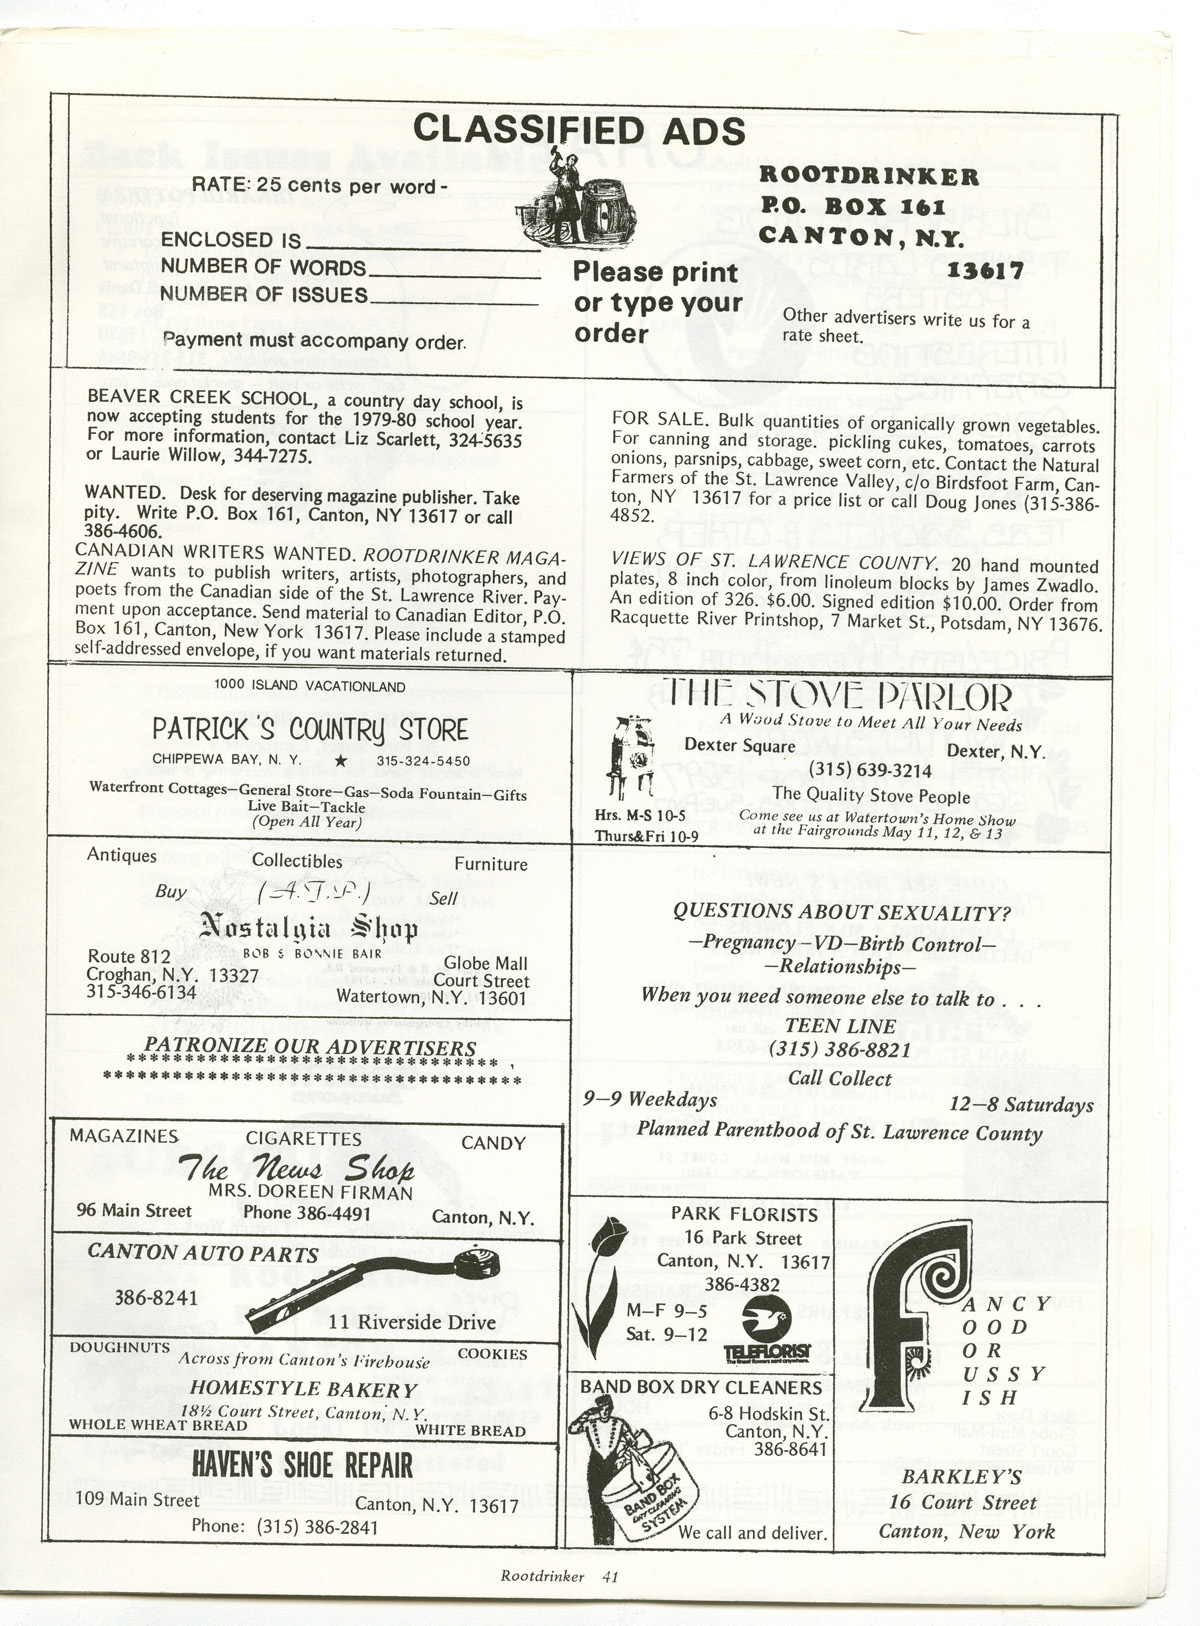 CLASSIFIED ADS
RATE: 25 cents per word -
ENCLOSED IS
NUMBER OF WORDS
NUMBER OF ISSUES
Payment must accompany order.
Please print
or type your
order
ROOTDRINKER
P.O. BOX 161
CANTON, N.Y.
13617
Other advertisers write us for a
rate sheet.
BEAVER CREEK SCHOOL, a country day school, is
now accepting students for the 1979-80 school year.
For more information, contact Liz Scarlett, 324-5635
or Laurie Willow, 344-7275.
WANTED. Desk for deserving magazine publisher. Take
pity. Write P.O. Box 161, Canton, NY 13617 or call
386-4606.
CANADIAN WRITERS WANTED. ROOTDRINKER MAGA-
ZINE wants to publish writers, artists, photographers, and
poets from the Canadian side of the St. Lawrence River. Pay-
ment upon acceptance. Send material to Canadian Editor, P.O.
Box 161, Canton, New York 13617. Please include a stamped
self-addressed envelope, if you want materials returned.
FOR SALE. Bulk quantities of organically grown vegetables.
For canning and storage. pickling cukes, tomatoes, carrots
onions, parsnips, cabbage, sweet corn, etc. Contact the Natural
Farmers of the St. Lawrence Valley, c/o Birdsfoot Farm, Can-
ton, NY 13617 for a price list or call Doug Jones (315-386-
4852.
VIEWS OF ST. LAWRENCE COUNTY. 20 hand mounted
plates, 8 inch color, from linoleum blocks by James Zwadlo.
An edition of 326. $6.00. Signed edition $10.00. Order from
Racquette River Printshop, 7 Market St., Potsdam, NY 13676.
1000 ISLAND VACATIONLAND
PATRICK'S COUNTRY STORE
CHIPPEWA BAY, N. Y. ★ 315-324-5450
Waterfront Cottages—General Store—Gas—Soda Fountain—Gifts
Live Bait—Tackle
(Open All Year)
THE STOVE PARLOR
A Wood Stove to Meet All Your Needs
Dexter Square Dexter, N.Y.
(315) 639-3214
The Quality Stove People
Hrs. M-S 10-5
Thurs&Fri 10-9
Come see us at Watertown's Home Show
at the Fairgrounds May 11, 12, & 13
Antiques Collectibles Furniture
Buy (A.T.P.) Sell
Nostalgia Shop
BOB & BONNIE BAIR
Route 812
Croghan, N.Y. 13327
315-346-6134
Globe Mall
Court Street
Watertown, N.Y. 13601
PATRONIZE OUR ADVERTISERS
**********************************
**************************************
QUESTIONS ABOUT SEXUALITY?
—Pregnancy—VD—Birth Control—
—Relationships—
When you need someone else to talk to . . .
TEEN LINE
(315) 386-8821
Call Collect
9—9 Weekdays 12—8 Saturdays
Planned Parenthood of St. Lawrence County
MAGAZINES CIGARETTES CANDY
The News Shop
MRS. DOREEN FIRMAN
96 Main Street Phone 386-4491 Canton, N.Y.
CANTON AUTO PARTS
386-8241
11 Riverside Drive
DOUGHNUTS COOKIES
Across from Canton's Firehouse
HOMESTYLE BAKERY
18½ Court Street, Canton, N.Y.
WHOLE WHEAT BREAD WHITE BREAD
HAVEN'S SHOE REPAIR
109 Main Street Canton, N.Y. 13617
Phone: (315) 386-2841
PARK FLORISTS
16 Park Street
Canton, N.Y. 13617
386-4382
M—F 9—5
Sat. 9—12
TELEFLORIST
The finest flowers sent anywhere.
BAND BOX DRY CLEANERS
6-8 Hodskin St.
Canton, N.Y.
386-8641
BAND BOX
DRY CLEANING
SYSTEM
We call and deliver.
F
ANCY
OOD
OR
USSY
ISH
BARKLEY'S
16 Court Street
Canton, New York
Rootdrinker 41